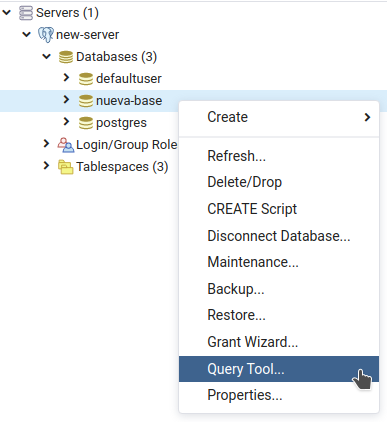 Servers (1)
new-server
Databases (3)
defaultuser
nueva-base
postgres
Login/Group Role
Tablespaces (3)
Create
Refresh...
Delete/Drop
CREATE Script
Disconnect Database...
Maintenance...
Backup...
Restore...
Grant Wizard...
Query Tool...
Properties...